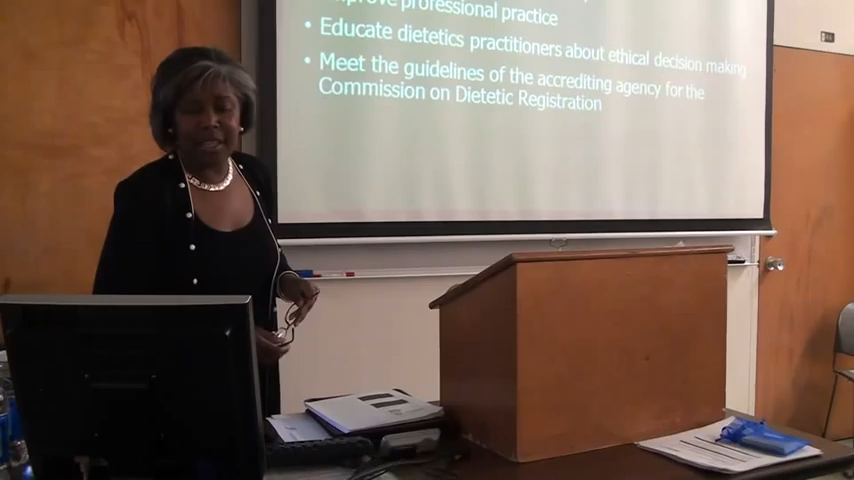 improve professional practice
• Educate dietetics practitioners about ethical decision making
• Meet the guidelines of the accrediting agency for the
Commission on Dietetic Registration